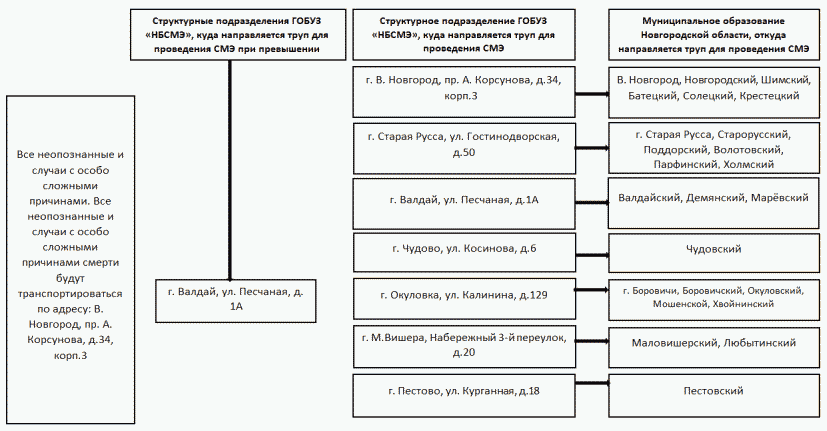 Структурные подразделения ГОБУЗ
«НБСМЭ», куда направляется труп для
проведения СМЭ при превышении
Структурное подразделение ГОБУЗ
«НБСМЭ», куда направляется труп для
проведения СМЭ
Муниципальное образование
Новгородской области, откуда
направляется труп для проведения СМЭ
Все неопознанные и
случаи с особо
сложными
причинами. Все
неопознанные и
случаи с особо
сложными
причинами смерти
будут
транспортироваться
по адресу: В.
Новгород, пр. А.
Корсунова, д.34,
корп.3
г. Валдай, ул. Песчаная, д.
1А
г. В. Новгород, пр. А. Корсунова, д.34,
корп.3
В. Новгород, Новгородский, Шимский,
Батецкий, Солецкий, Крестецкий
г. Старая Русса, ул. Гостинодворская,
д.50
г. Старая Русса, Старорусский,
Поддорский, Волотовский,
Парфинский, Холмский
г. Валдай, ул. Песчаная, д.1А
Валдайский, Демянский, Марёвский
г. Чудово, ул. Косинова, д.6
Чудовский
г. Окуловка, ул. Калинина, д.129
г. Боровичи, Боровичский, Окуловский,
Мошенской, Хвойнинский
г. М.Вишера, Набережный 3-й переулок,
д.20
Маловишерский, Любытинский
г. Пестово, ул. Курганная, д.18
Пестовский